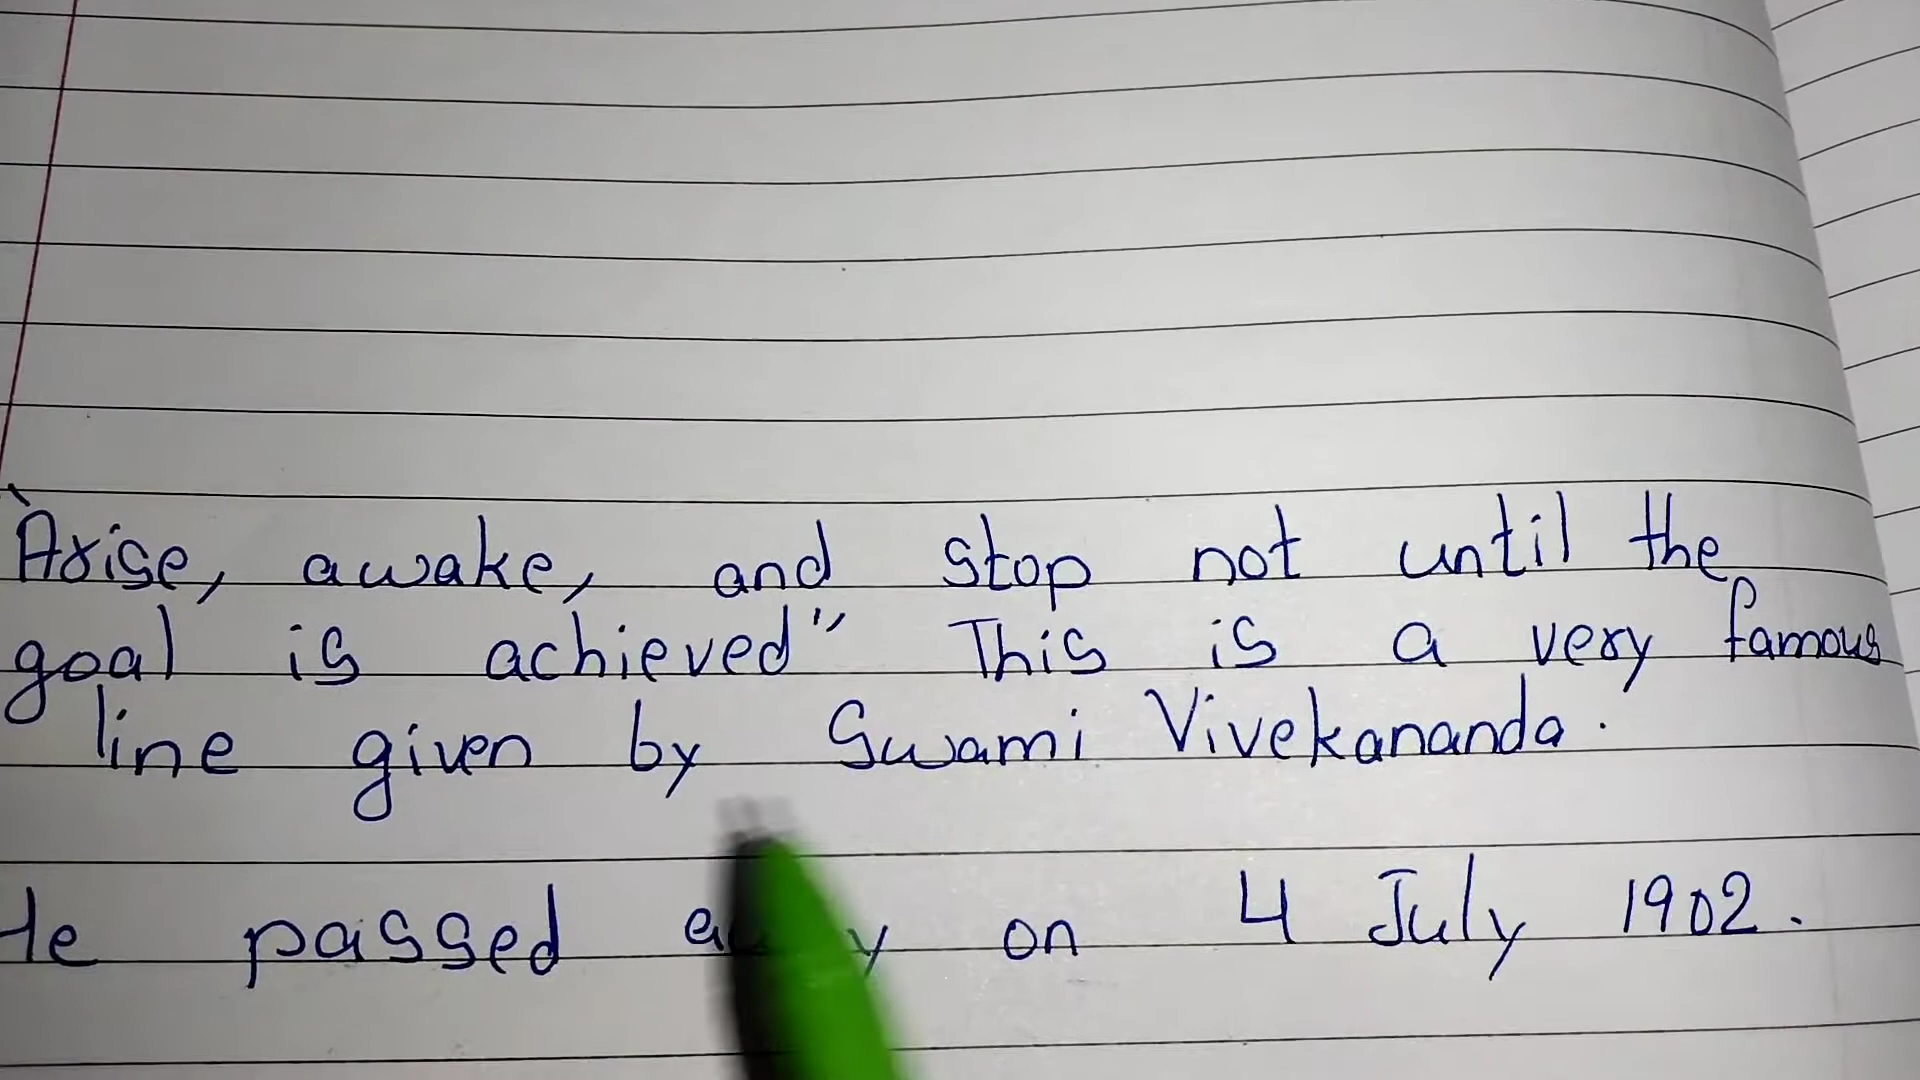 "Arise, awake, and stop not until the
goal is achieved" This is a very famous
line given by Swami Vivekananda.
He passed on 4 July 1902.